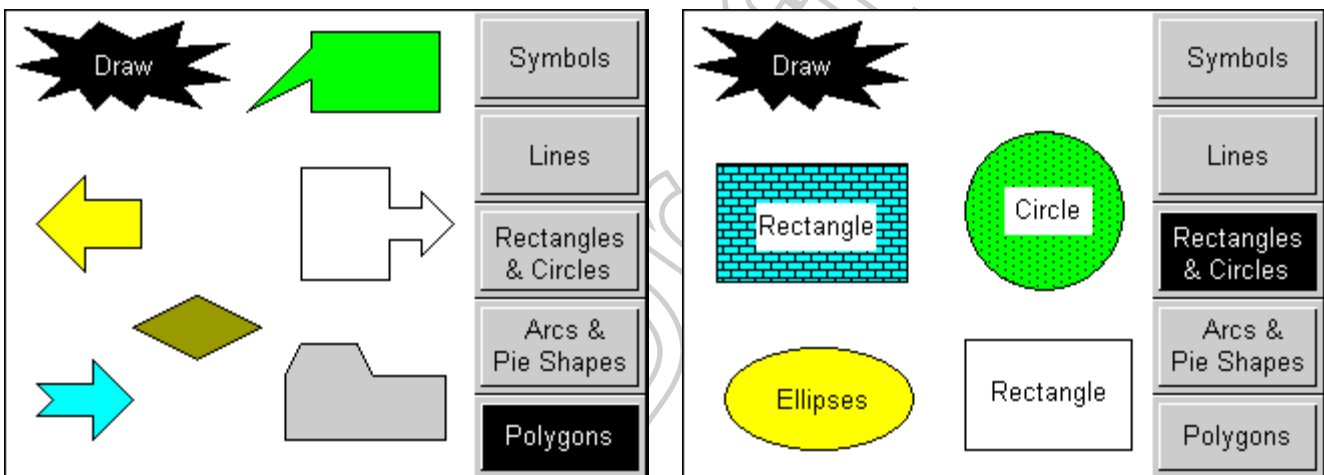 Draw
Symbols
Lines
Rectangles
& Circles
Arcs &
Pie Shapes
Polygons
Draw
Rectangle
Circle
Ellipses
Rectangle
Symbols
Lines
Rectangles
& Circles
Arcs &
Pie Shapes
Polygons